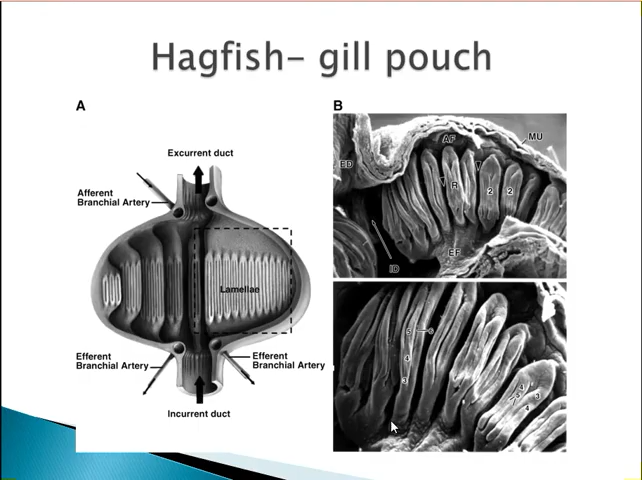 Hagfish- gill pouch
A
Excurrent duct
Afferent
Branchial Artery
Lamellae
Efferent
Branchial Artery
Efferent
Branchial Artery
Incurrent duct
B
AF
MU
ED
R
2
2
EF
ID
5
6
4
3
4
5
3
4